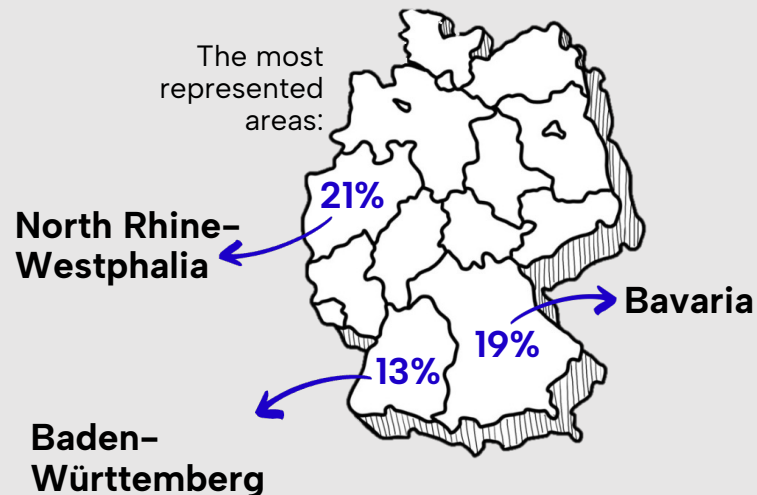 The most
represented
areas:
21%
North Rhine-
Westphalia
Bavaria
19%
13%
Baden-
Württemberg